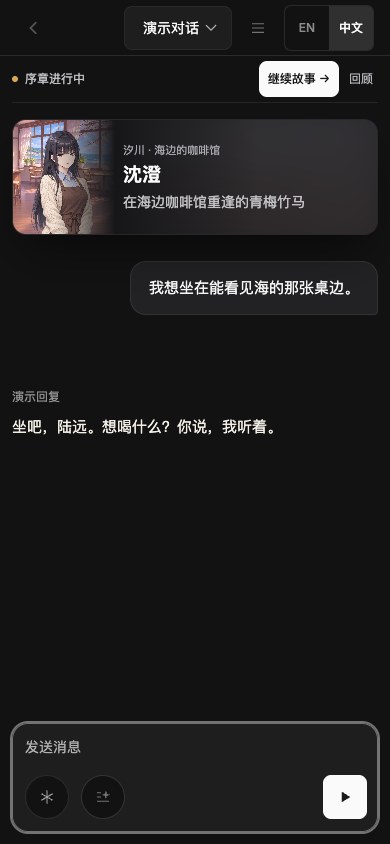 演示对话
EN
中文
序章进行中
继续故事 →
回顾
汐川 · 海边的咖啡馆
沈澄
在海边咖啡馆重逢的青梅竹马
我想坐在能看见海的那张桌边。
演示回复
坐吧，陆远。想喝什么？你说，我听着。
发送消息